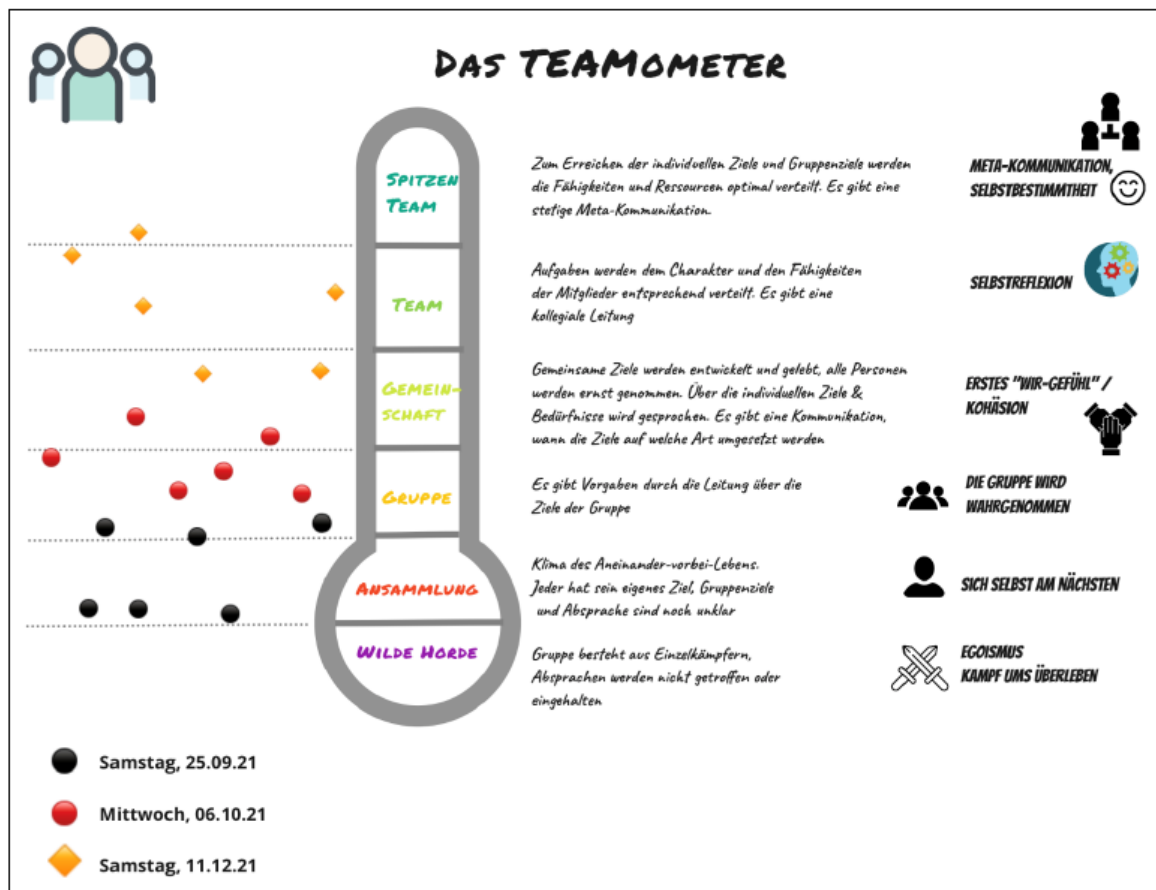 Das TEAMometer
Spitzen
Team
Zum Erreichen der individuellen Ziele und Gruppenziele werden
die Fähigkeiten und Ressourcen optimal verteilt. Es gibt eine
stetige Meta-Kommunikation.
Meta-Kommunikation,
Selbstbestimmtheit
Team
Aufgaben werden dem Charakter und den Fähigkeiten
der Mitglieder entsprechend verteilt. Es gibt eine
kollegiale Leitung
Selbstreflexion
Gemein-
schaft
Gemeinsame Ziele werden entwickelt und gelebt, alle Personen
werden ernst genommen. Über die individuellen Ziele &
Bedürfnisse wird gesprochen. Es gibt eine Kommunikation,
wann die Ziele auf welche Art umgesetzt werden
Erstes "Wir-Gefühl" /
Kohäsion
Gruppe
Es gibt Vorgaben durch die Leitung über die
Ziele der Gruppe
Die Gruppe wird
wahrgenommen
Ansammlung
Klima des Aneinander-vorbei-Lebens.
Jeder hat sein eigenes Ziel, Gruppenziele
und Absprache sind noch unklar
Sich selbst am nächsten
Wilde Horde
Gruppe besteht aus Einzelkämpfern,
Absprachen werden nicht getroffen oder
eingehalten
Egoismus
Kampf ums Überleben
Samstag, 25.09.21
Mittwoch, 06.10.21
Samstag, 11.12.21